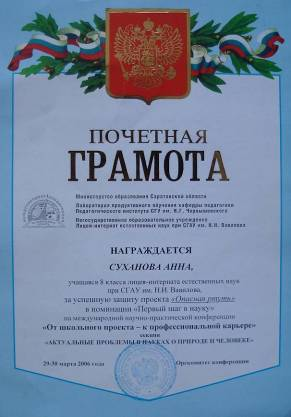 ПОЧЕТНАЯ
ГРАМОТА
Министерство образования Саратовской области
Лаборатория продуктивного обучения кафедры педагогики
Педагогического института СГУ им. Н.Г. Чернышевского
Негосударственное образовательное учреждение
Лицей-интернат естественных наук при СГАУ им. Н.И. Вавилова
НАГРАЖДАЕТСЯ
СУХАНОВА АННА,
учащаяся 8 класса лицея-интерната естественных наук
при СГАУ им. Н.И. Вавилова,
за успешную защиту проекта «Опасная ртуть»
в номинации «Первый шаг в науку»
на международной научно-практической конференции
«От школьного проекта – к профессиональной карьере»
секции
«АКТУАЛЬНЫЕ ПРОБЛЕМЫ В НАУКАХ О ПРИРОДЕ И ЧЕЛОВЕКЕ»
29-30 марта 2006 года Оргкомитет конференции